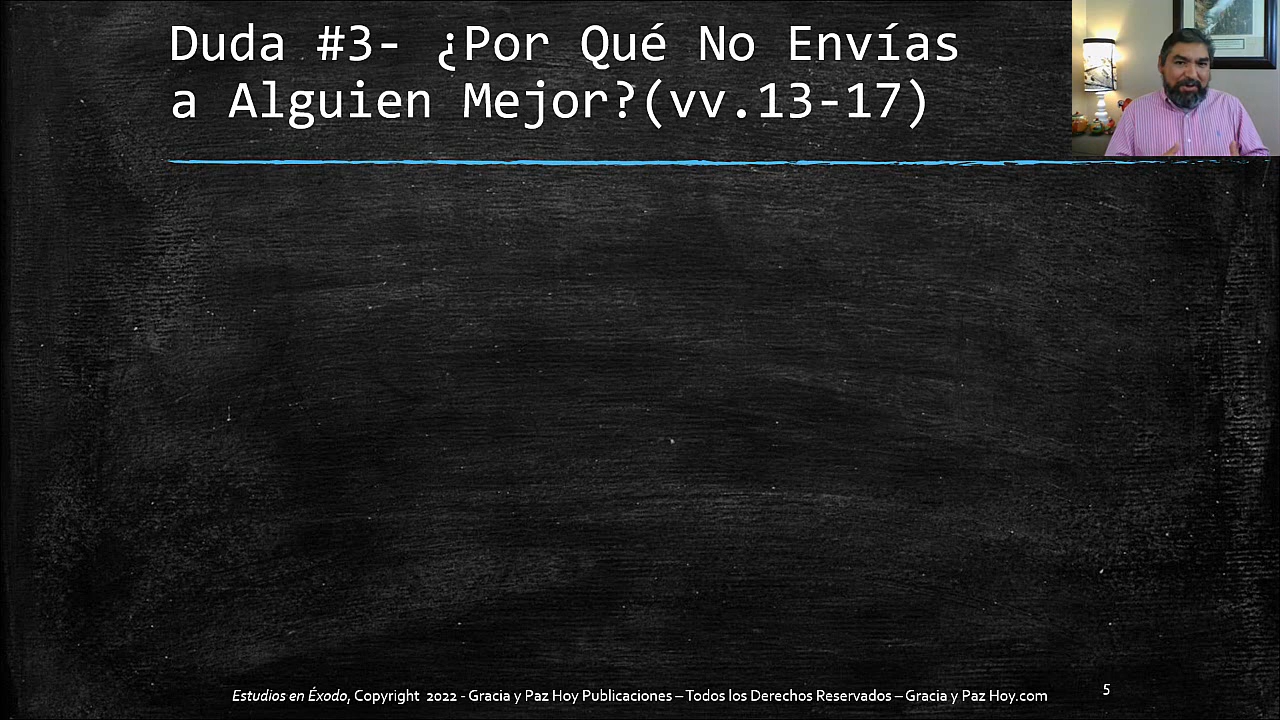 Duda #3- ¿Por Qué No Envías
a Alguien Mejor?(vv.13-17)
Estudios en Éxodo, Copyright 2022 - Gracia y Paz Hoy Publicaciones – Todos los Derechos Reservados – Gracia y Paz Hoy.com
5